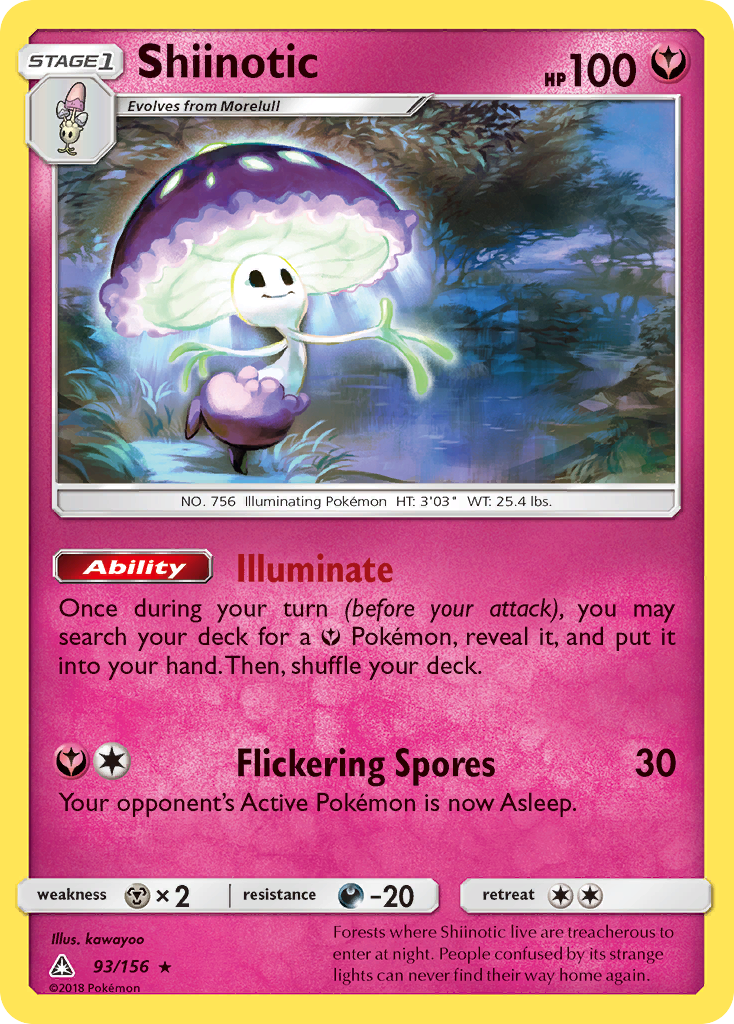 STAGE1
Shiinotic
HP100
Evolves from Morelull
NO. 756 Illuminating Pokémon HT: 3'03" WT: 25.4 lbs.
Ability Illuminate
Once during your turn (before your attack), you may
search your deck for a Pokémon, reveal it, and put it
into your hand. Then, shuffle your deck.
Flickering Spores 30
Your opponent's Active Pokémon is now Asleep.
weakness ×2 resistance -20 retreat
Illus. kawayoo
93/156 ★
©2018 Pokémon
Forests where Shiinotic live are treacherous to
enter at night. People confused by its strange
lights can never find their way home again.